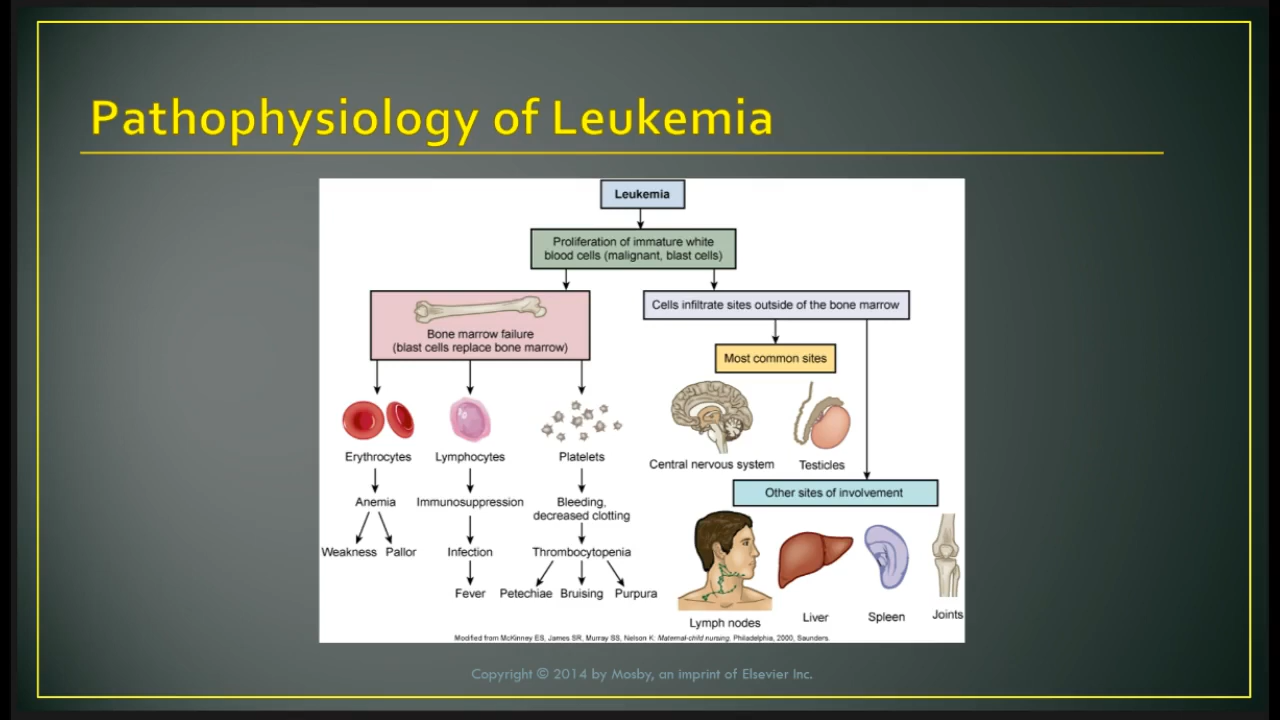 Pathophysiology of Leukemia
Leukemia
Proliferation of immature white
blood cells (malignant, blast cells)
Bone marrow failure
(blast cells replace bone marrow)
Cells infiltrate sites outside of the bone marrow
Most common sites
Erythrocytes
Lymphocytes
Platelets
Central nervous system
Testicles
Anemia
Immunosuppression
Bleeding,
decreased clotting
Other sites of involvement
Weakness
Pallor
Infection
Thrombocytopenia
Fever
Petechiae
Bruising
Purpura
Lymph nodes
Liver
Spleen
Joints
Modified from McKinney ES, James SR, Murray SS, Nelson K: Maternal-child nursing. Philadelphia, 2000, Saunders.
Copyright © 2014 by Mosby, an imprint of Elsevier Inc.